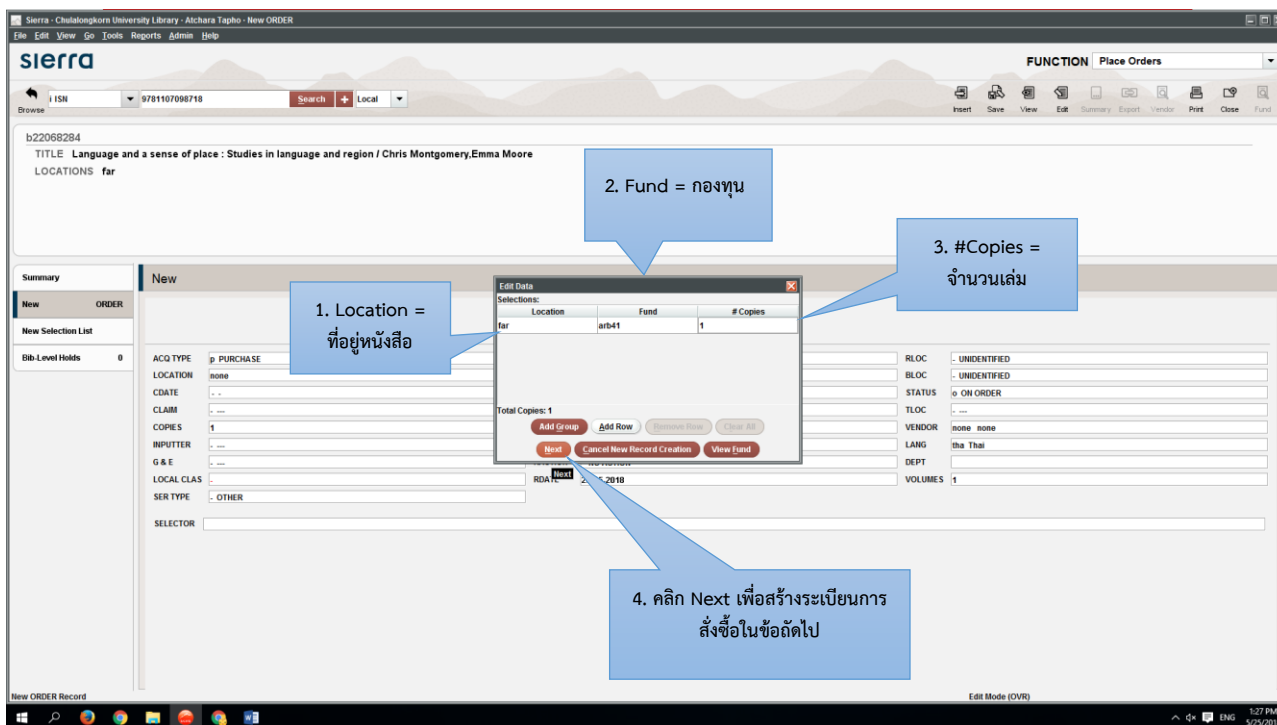 Sierra - Chulalongkorn University Library - Atchara Tapho - New ORDER
File Edit View Go Tools Reports Admin Help
sierra
FUNCTION Place Orders
Browse
i ISN 9781107098718 Search + Local
Insert Save View Edit Summary Export Vendor Print Close Fund
b22068284
TITLE Language and a sense of place : Studies in language and region / Chris Montgomery,Emma Moore
LOCATIONS far
2. Fund = กองทุน
3. #Copies =
จำนวนเล่ม
1. Location =
ที่อยู่หนังสือ
Summary
New ORDER
New Selection List
Bib-Level Holds 0
New
Edit Data
Selections:
Location Fund # Copies
far arb41 1
Total Copies: 1
Add Group Add Row Remove Row Clear All
Next Cancel New Record Creation View Fund
Next
ACQ TYPE p PURCHASE
LOCATION none
CDATE - -
CLAIM - ---
COPIES 1
INPUTTER - ---
G & E - ---
LOCAL CLAS -
SER TYPE - OTHER
SELECTOR
RDATE 2018
RLOC - UNIDENTIFIED
BLOC - UNIDENTIFIED
STATUS o ON ORDER
TLOC - ---
VENDOR none none
LANG tha Thai
DEPT
VOLUMES 1
4. คลิก Next เพื่อสร้างระเบียนการ
สั่งซื้อในข้อถัดไป
New ORDER Record
Edit Mode (OVR)
ENG
1:27 PM